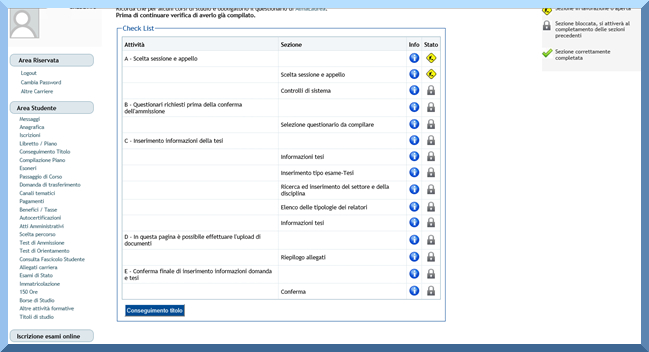 Ricorda che per alcuni corsi di studio è obbligatorio il questionario di AlmaLaurea.
Prima di continuare verifica di averlo già compilato.
Area Riservata
Logout
Cambia Password
Altre Carriere
Area Studente
Messaggi
Anagrafica
Iscrizioni
Libretto / Piano
Conseguimento Titolo
Compilazione Piano
Esoneri
Passaggio di Corso
Domanda di trasferimento
Canali tematici
Pagamenti
Benefici / Tasse
Autocertificazioni
Atti Amministrativi
Scelta percorso
Test di Ammissione
Test di Orientamento
Consulta Fascicolo Studente
Allegati carriera
Esami di Stato
Immatricolazione
150 Ore
Borse di Studio
Altre attività formative
Titoli di studio
Iscrizione esami online
Check List
Attività Sezione Info Stato
A - Scelta sessione e appello
Scelta sessione e appello
Controlli di sistema
B - Questionari richiesti prima della conferma
dell'ammissione
Selezione questionario da compilare
C - Inserimento informazioni della tesi
Informazioni tesi
Inserimento tipo esame-Tesi
Ricerca ed inserimento del settore e della
disciplina
Elenco delle tipologie dei relatori
Informazioni tesi
D - In questa pagina è possibile effettuare l'upload di
documenti
Riepilogo allegati
E - Conferma finale di inserimento informazioni domanda
e tesi
Conferma
Conseguimento titolo
Sezione in lavorazione o aperta
Sezione bloccata, si attiverà al
completamento delle sezioni
precedenti
Sezione correttamente
completata